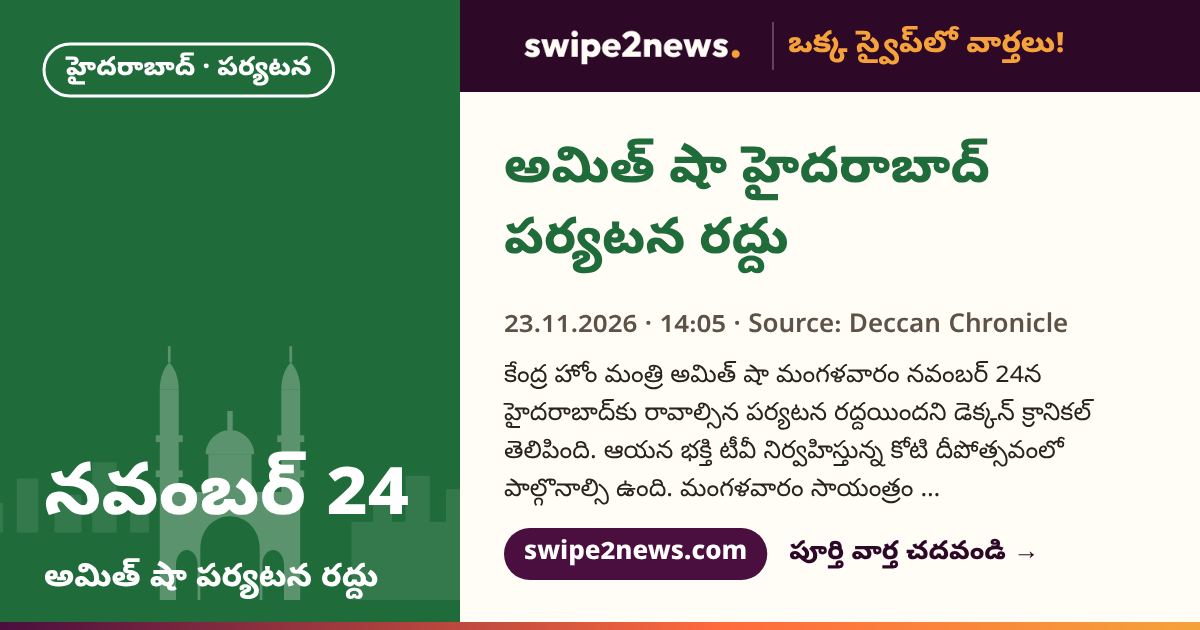 హైదరాబాద్ · పర్యటన
నవంబర్ 24
అమిత్ షా పర్యటన రద్దు
swipe2news.
ఒక్క స్వైప్‌లో వార్తలు!
అమిత్ షా హైదరాబాద్
పర్యటన రద్దు
23.11.2026 · 14:05 · Source: Deccan Chronicle
కేంద్ర హోం మంత్రి అమిత్ షా మంగళవారం నవంబర్ 24న
హైదరాబాద్‌కు రావాల్సిన పర్యటన రద్దయిందని డెక్కన్ క్రానికల్
తెలిపింది. ఆయన భక్తి టీవీ నిర్వహిస్తున్న కోటి దీపోత్సవంలో
పాల్గొనాల్సి ఉంది. మంగళవారం సాయంత్రం ...
swipe2news.com
పూర్తి వార్త చదవండి →